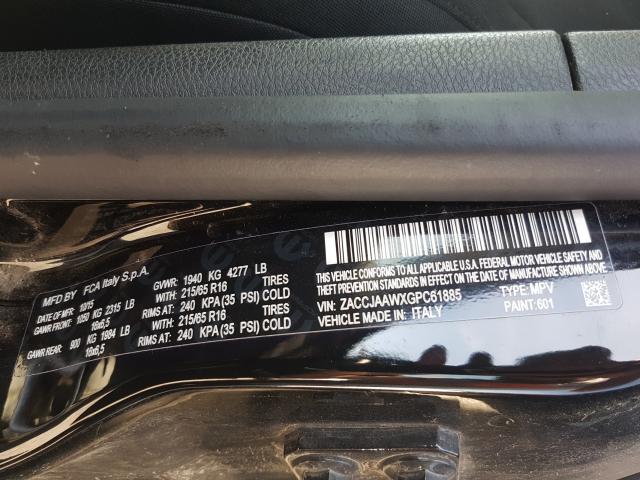 MFD BY FCA Italy S.p.A.
DATE OF MFR: 10/15 GVWR: 1940 KG 4277 LB
GAWR FRONT: 1050 KG 2315 LB WITH: 215/65 R16 TIRES
16x6,5 RIMS AT: 240 KPA (35 PSI) COLD
GAWR REAR: 900 KG 1984 LB WITH: 215/65 R16 TIRES
16x6,5 RIMS AT: 240 KPA (35 PSI) COLD
THIS VEHICLE CONFORMS TO ALL APPLICABLE U.S.A. FEDERAL MOTOR
VEHICLE SAFETY, BUMPER, AND THEFT PREVENTION STANDARDS IN
EFFECT ON THE DATE OF MANUFACTURE SHOWN ABOVE.
VIN: ZACCJAAWXGPC61885 TYPE: MPV
VEHICLE MADE IN: ITALY PAINT: 601